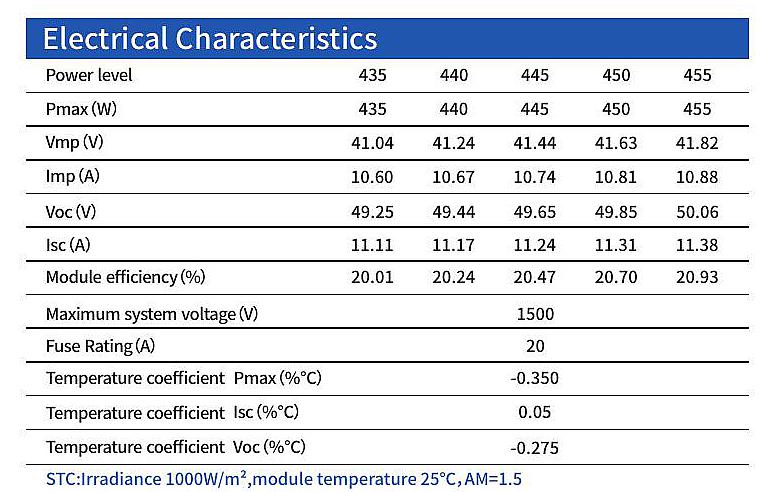 Electrical Characteristics
Power level 435 440 445 450 455
Pmax(W) 435 440 445 450 455
Vmp(V) 41.04 41.24 41.44 41.63 41.82
Imp(A) 10.60 10.67 10.74 10.81 10.88
Voc(V) 49.25 49.44 49.65 49.85 50.06
Isc(A) 11.11 11.17 11.24 11.31 11.38
Module efficiency(%) 20.01 20.24 20.47 20.70 20.93
Maximum system voltage(V) 1500
Fuse Rating(A) 20
Temperature coefficient Pmax(%°C) -0.350
Temperature coefficient Isc(%°C) 0.05
Temperature coefficient Voc(%°C) -0.275
STC:Irradiance 1000W/m²,module temperature 25°C,AM=1.5